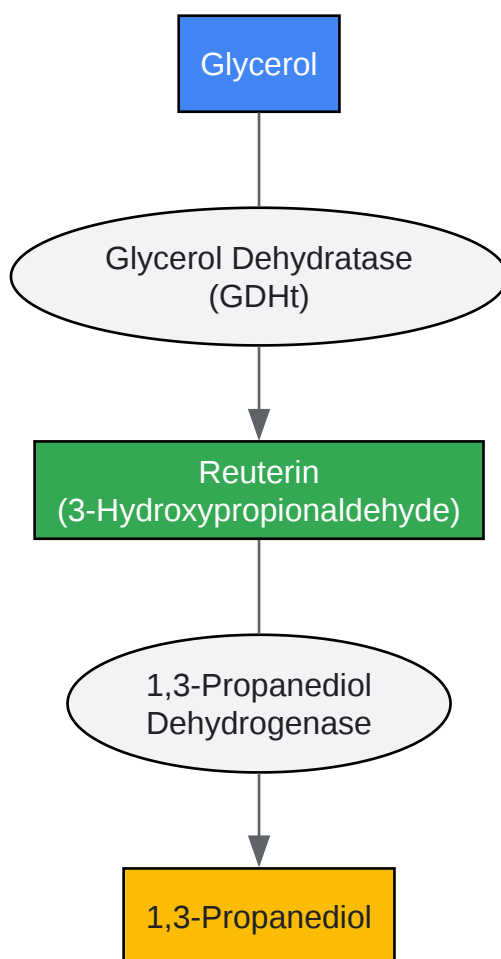 Glycerol
Glycerol Dehydratase
(GDHt)
Reuterin
(3-Hydroxypropionaldehyde)
1,3-Propanediol
Dehydrogenase
1,3-Propanediol